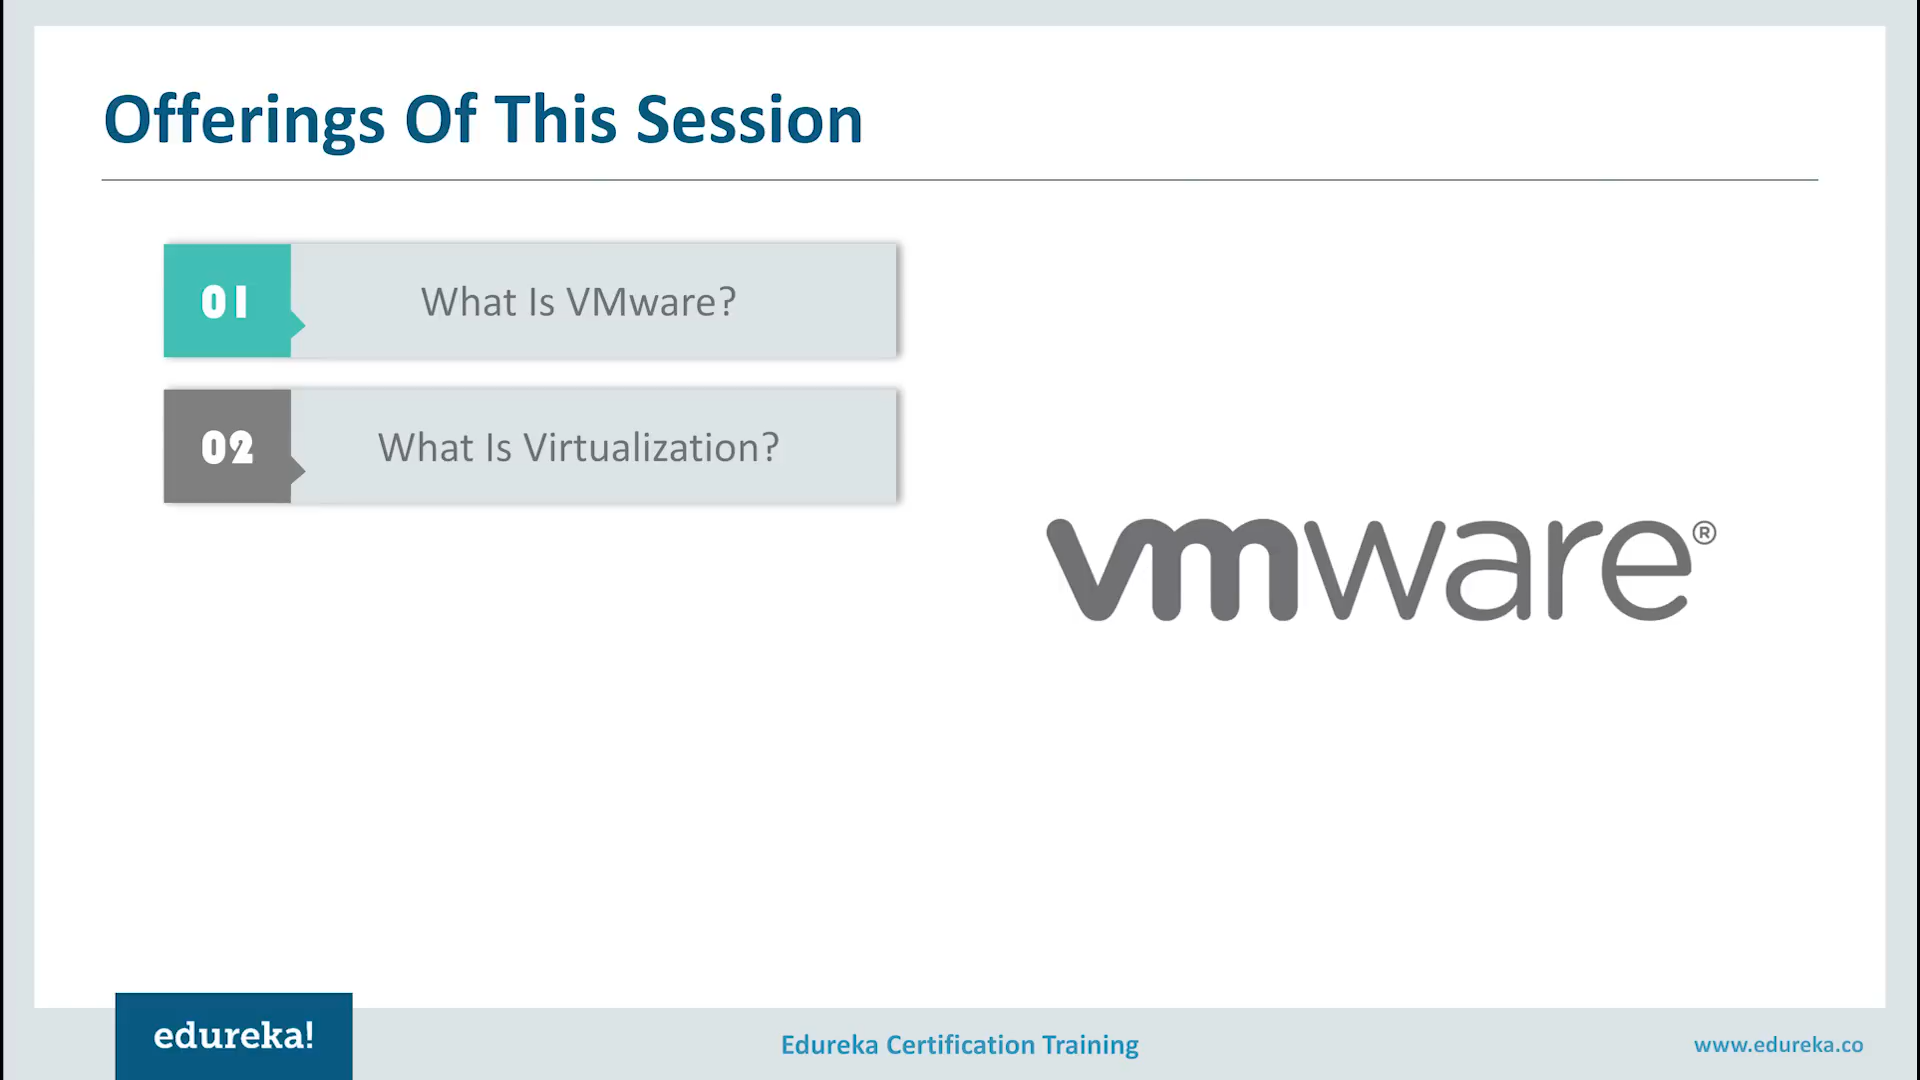 Offerings Of This Session
01
What Is VMware?
02
What Is Virtualization?
vmware®
edureka!
Edureka Certification Training
www.edureka.co